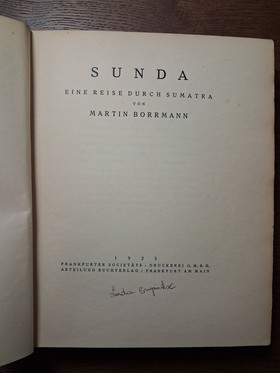 SUNDA
EINE REISE DURCH SUMATRA
VON
MARTIN BORRMANN
1925
FRANKFURTER SOCIETÄTS-DRUCKEREI G.M.B.H.
ABTEILUNG BUCHVERLAG / FRANKFURT AM MAIN